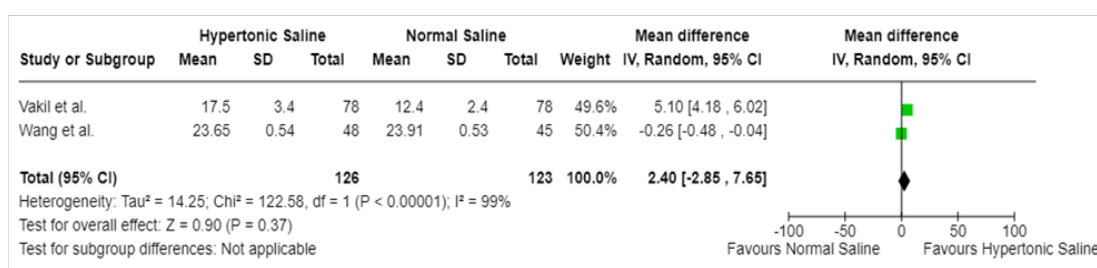 Hypertonic Saline Normal Saline Mean difference Mean difference
Study or Subgroup Mean SD Total Mean SD Total Weight IV, Random, 95% CI IV, Random, 95% CI
Vakil et al. 17.5 3.4 78 12.4 2.4 78 49.6% 5.10 [4.18 , 6.02]
Wang et al. 23.65 0.54 48 23.91 0.53 45 50.4% -0.26 [-0.48 , -0.04]
Total (95% CI) 126 123 100.0% 2.40 [-2.85 , 7.65]
Heterogeneity: Tau² = 14.25; Chi² = 122.58, df = 1 (P < 0.00001); I² = 99%
Test for overall effect: Z = 0.90 (P = 0.37)
-100 -50 0 50 100
Test for subgroup differences: Not applicable
Favours Normal Saline Favours Hypertonic Saline